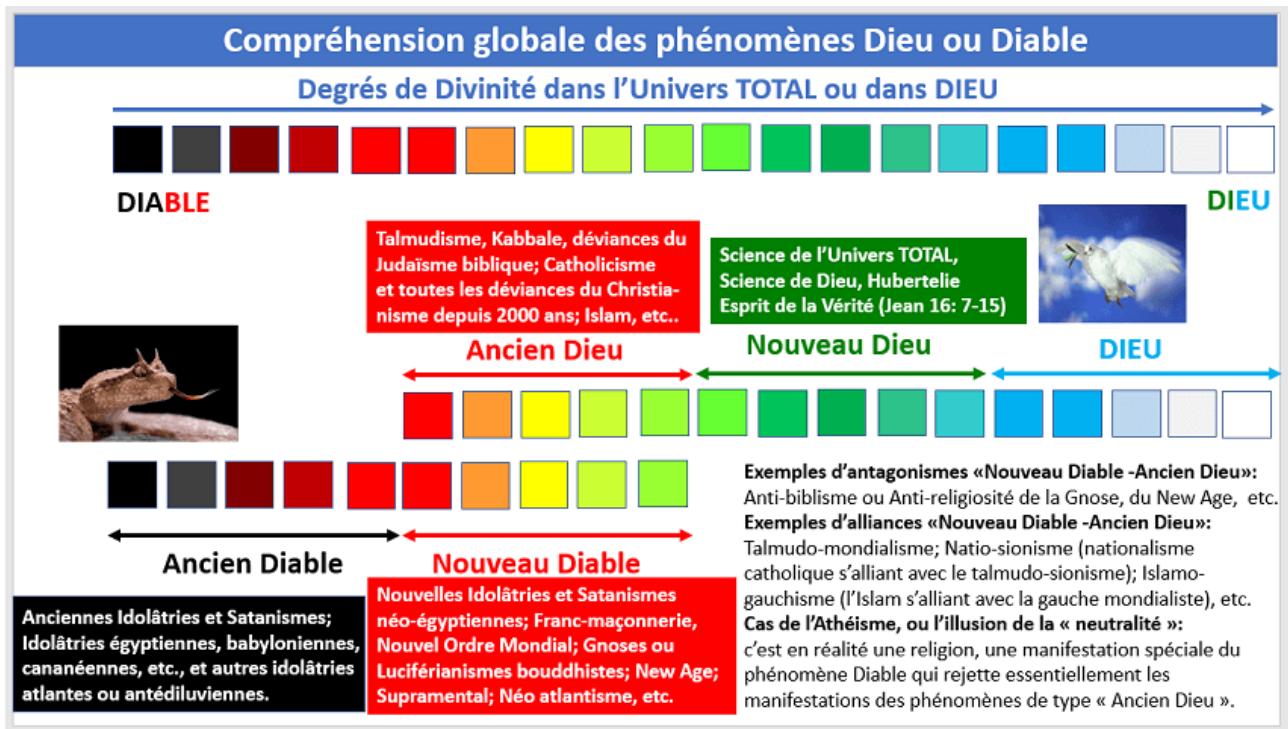 Compréhension globale des phénomènes Dieu ou Diable
Degrés de Divinité dans l’Univers TOTAL ou dans DIEU
DIABLE
DIEU
Talmudisme, Kabbale, déviances du
Judaïsme biblique; Catholicisme
et toutes les déviances du Christia-
nisme depuis 2000 ans; Islam, etc..
Science de l’Univers TOTAL,
Science de Dieu, Hubertelie
Esprit de la Vérité (Jean 16: 7-15)
Ancien Dieu
Nouveau Dieu
DIEU
Ancien Diable
Nouveau Diable
Anciennes Idolâtries et Satanismes;
Idolâtries égyptiennes, babyloniennes,
cananéennes, etc., et autres idolâtries
atlantes ou antédiluviennes.
Nouvelles Idolâtries et Satanismes
néo-égyptiennes; Franc-maçonnerie,
Nouvel Ordre Mondial; Gnoses ou
Luciférianismes bouddhistes; New Age;
Supramental; Néo atlantisme, etc.
Exemples d’antagonismes «Nouveau Diable -Ancien Dieu»:
Anti-biblisme ou Anti-religiosité de la Gnose, du New Age, etc.
Exemples d’alliances «Nouveau Diable -Ancien Dieu»:
Talmudo-mondialisme; Natio-sionisme (nationalisme
catholique s’alliant avec le talmudo-sionisme); Islamo-
gauchisme (l’Islam s’alliant avec la gauche mondialiste), etc.
Cas de l’Athéisme, ou l’illusion de la « neutralité »:
c’est en réalité une religion, une manifestation spéciale du
phénomène Diable qui rejette essentiellement les
manifestations des phénomènes de type « Ancien Dieu ».